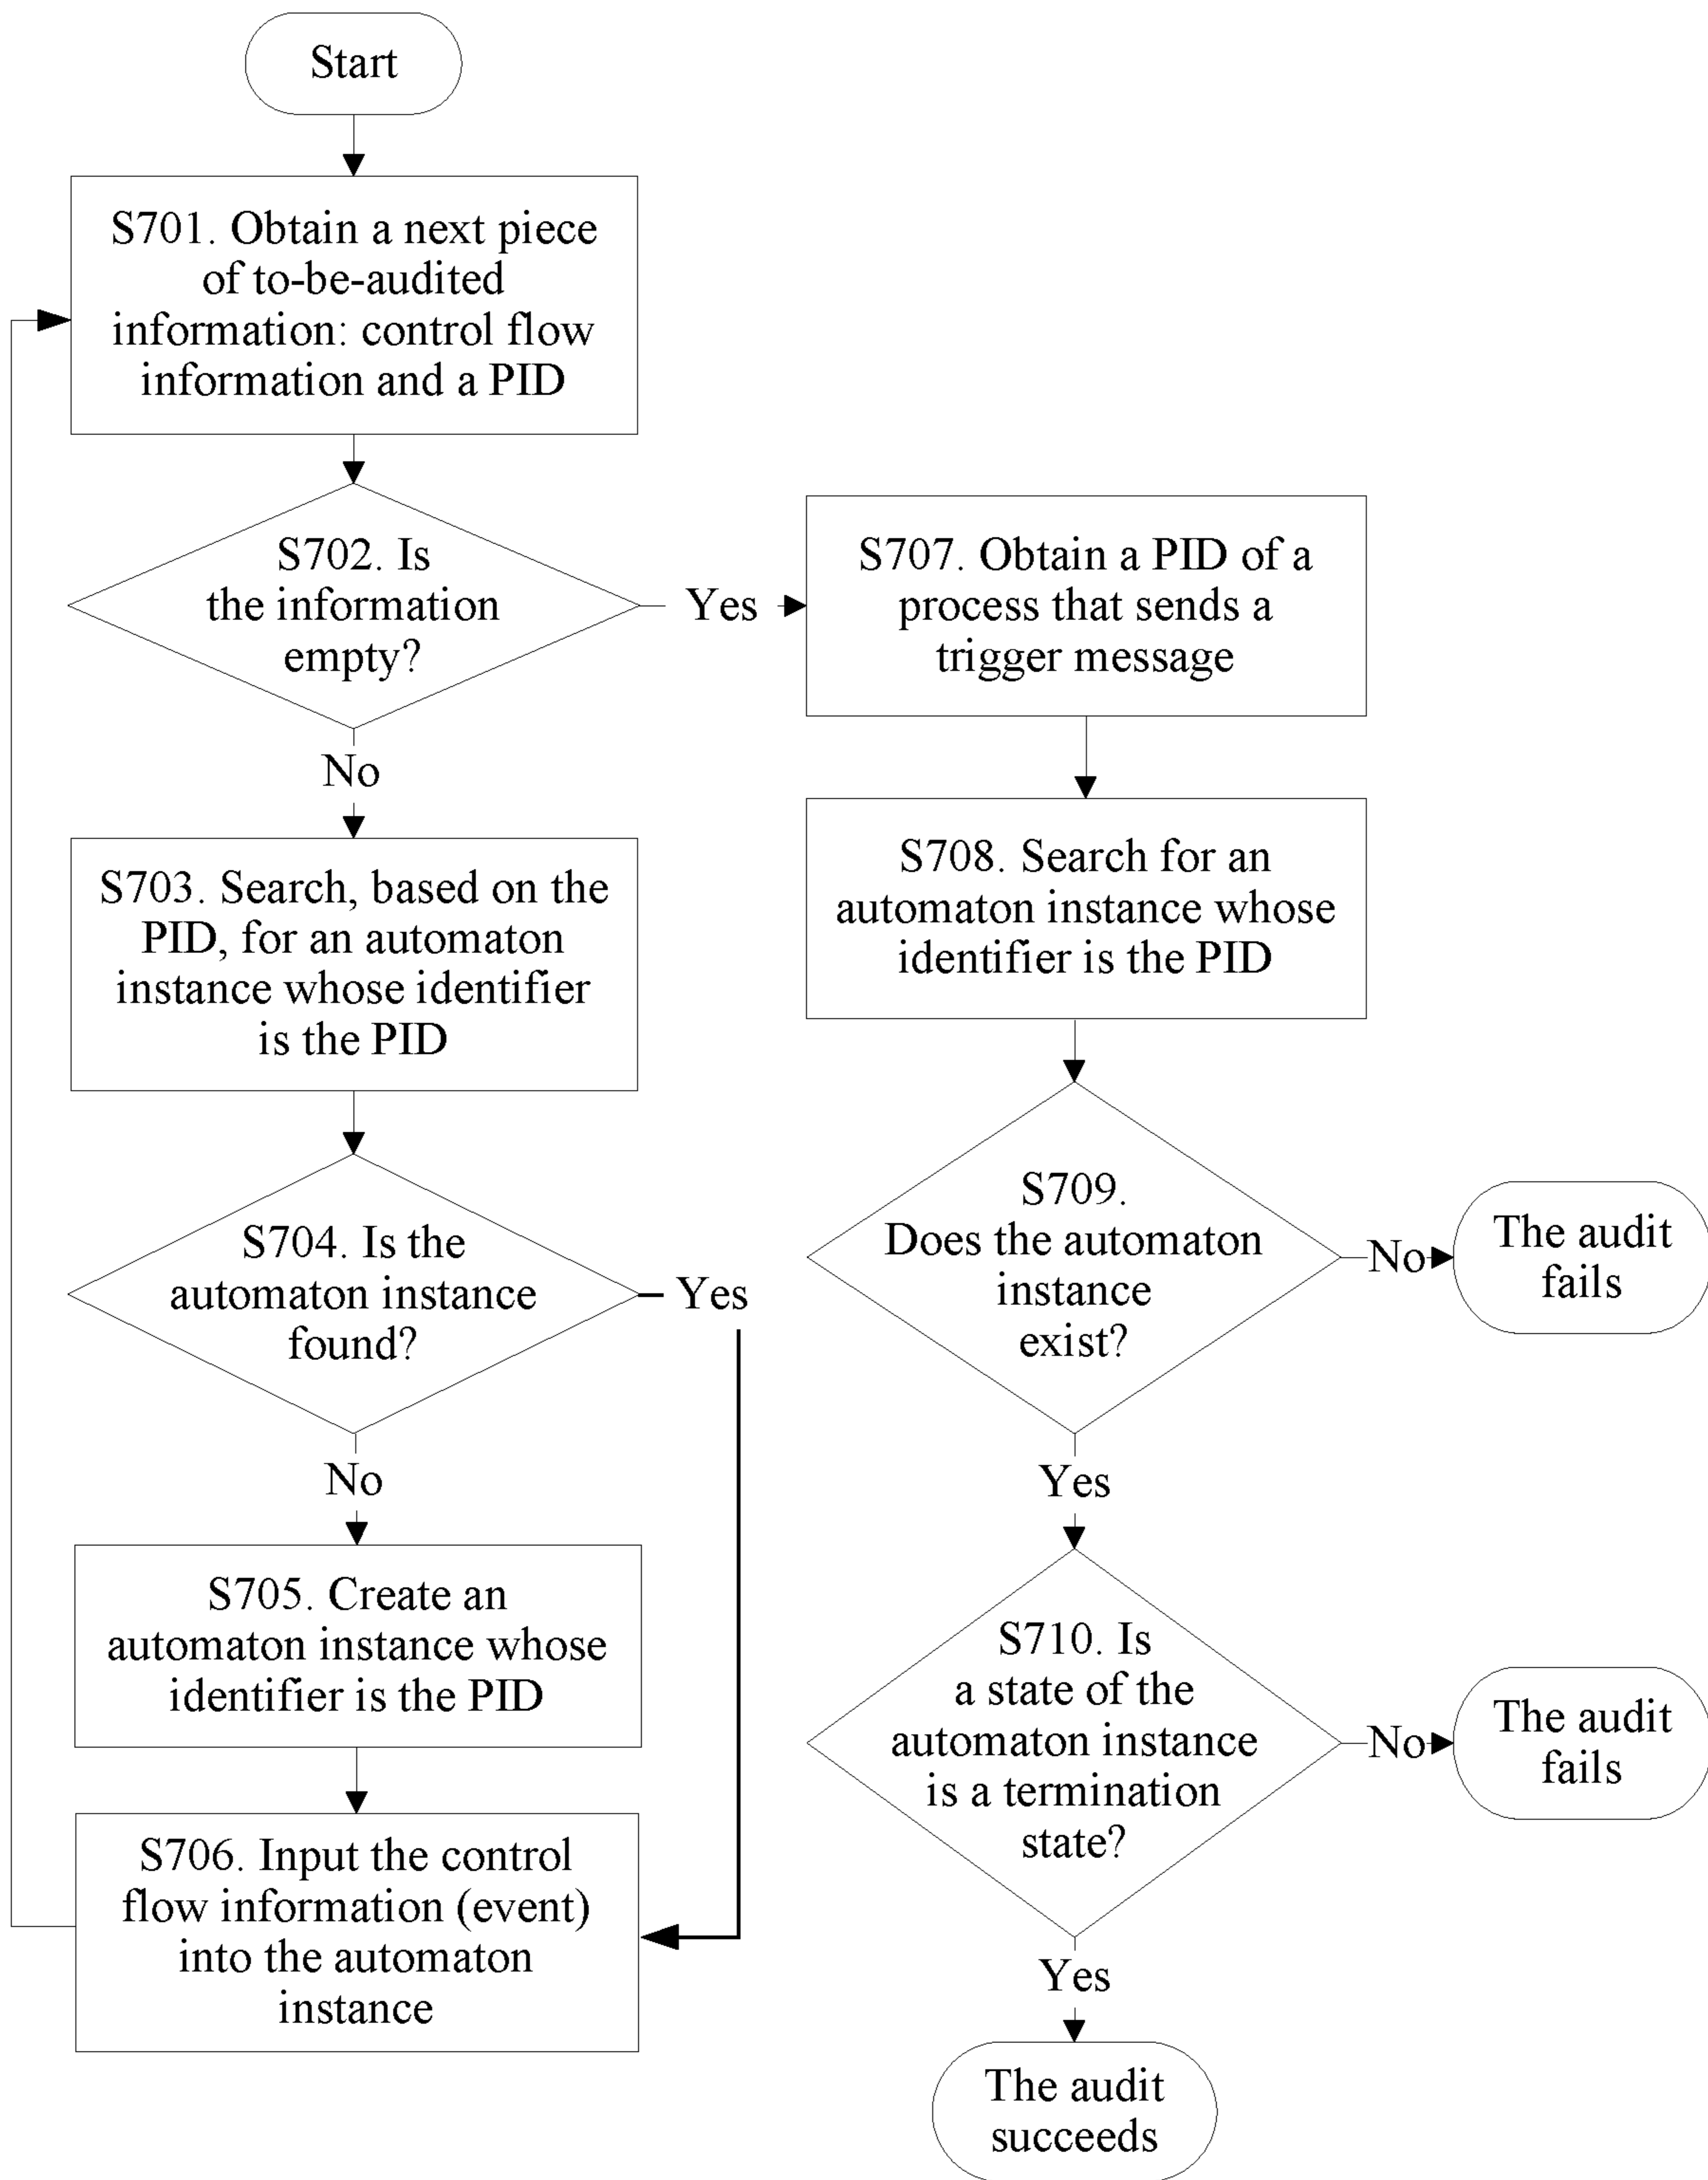 Start
S701. Obtain a next piece
of to-be-audited
information: control flow
information and a PID
S702. Is
the information
empty?
Yes
No
S703. Search, based on the
PID, for an automaton
instance whose identifier
is the PID
S704. Is the
automaton instance
found?
Yes
No
S705. Create an
automaton instance whose
identifier is the PID
S706. Input the control
flow information (event)
into the automaton
instance
S707. Obtain a PID of a
process that sends a
trigger message
S708. Search for an
automaton instance whose
identifier is the PID
S709.
Does the automaton
instance
exist?
No
The audit
fails
Yes
S710. Is
a state of the
automaton instance
is a termination
state?
No
The audit
fails
Yes
The audit
succeeds